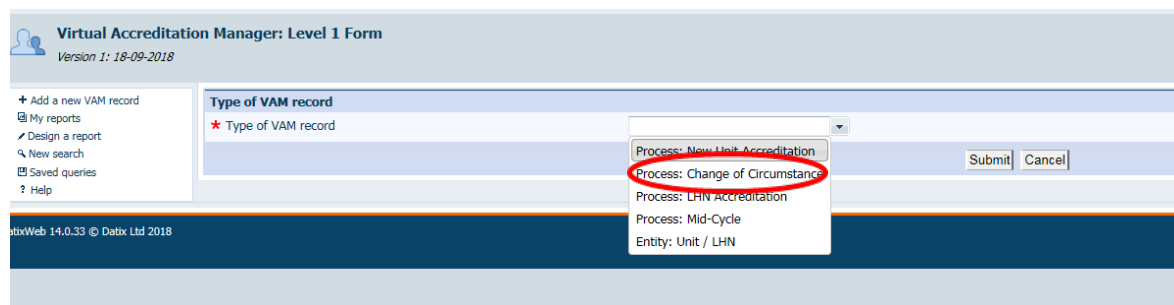 Virtual Accreditation Manager: Level 1 Form
Version 1: 18-09-2018
+ Add a new VAM record
My reports
Design a report
New search
Saved queries
? Help
Type of VAM record
* Type of VAM record
Process: New Unit Accreditation
Process: Change of Circumstance
Process: LHN Accreditation
Process: Mid-Cycle
Entity: Unit / LHN
Submit Cancel
atixWeb 14.0.33 © Datix Ltd 2018